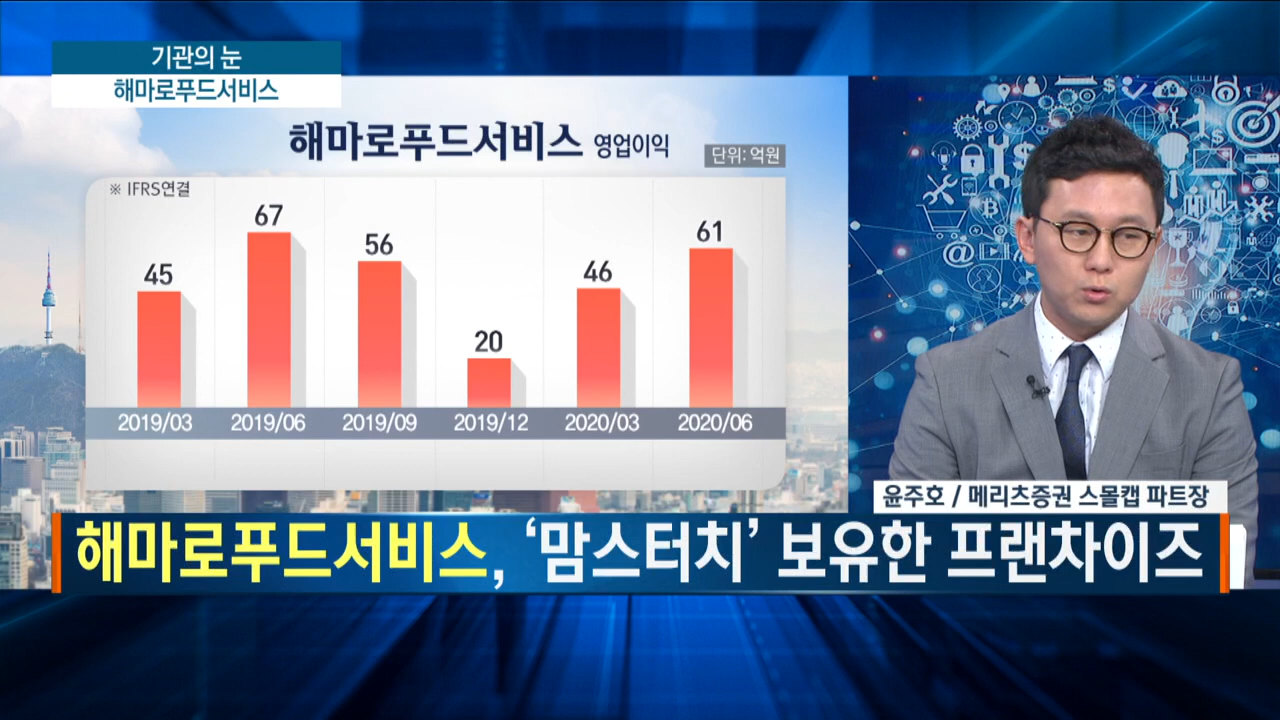 기관의 눈
해마로푸드서비스
해마로푸드서비스 영업이익
단위: 억원
※ IFRS연결
45
67
56
20
46
61
2019/03
2019/06
2019/09
2019/12
2020/03
2020/06
윤주호 / 메리츠증권 스몰캡 파트장
해마로푸드서비스, ‘맘스터치’ 보유한 프랜차이즈